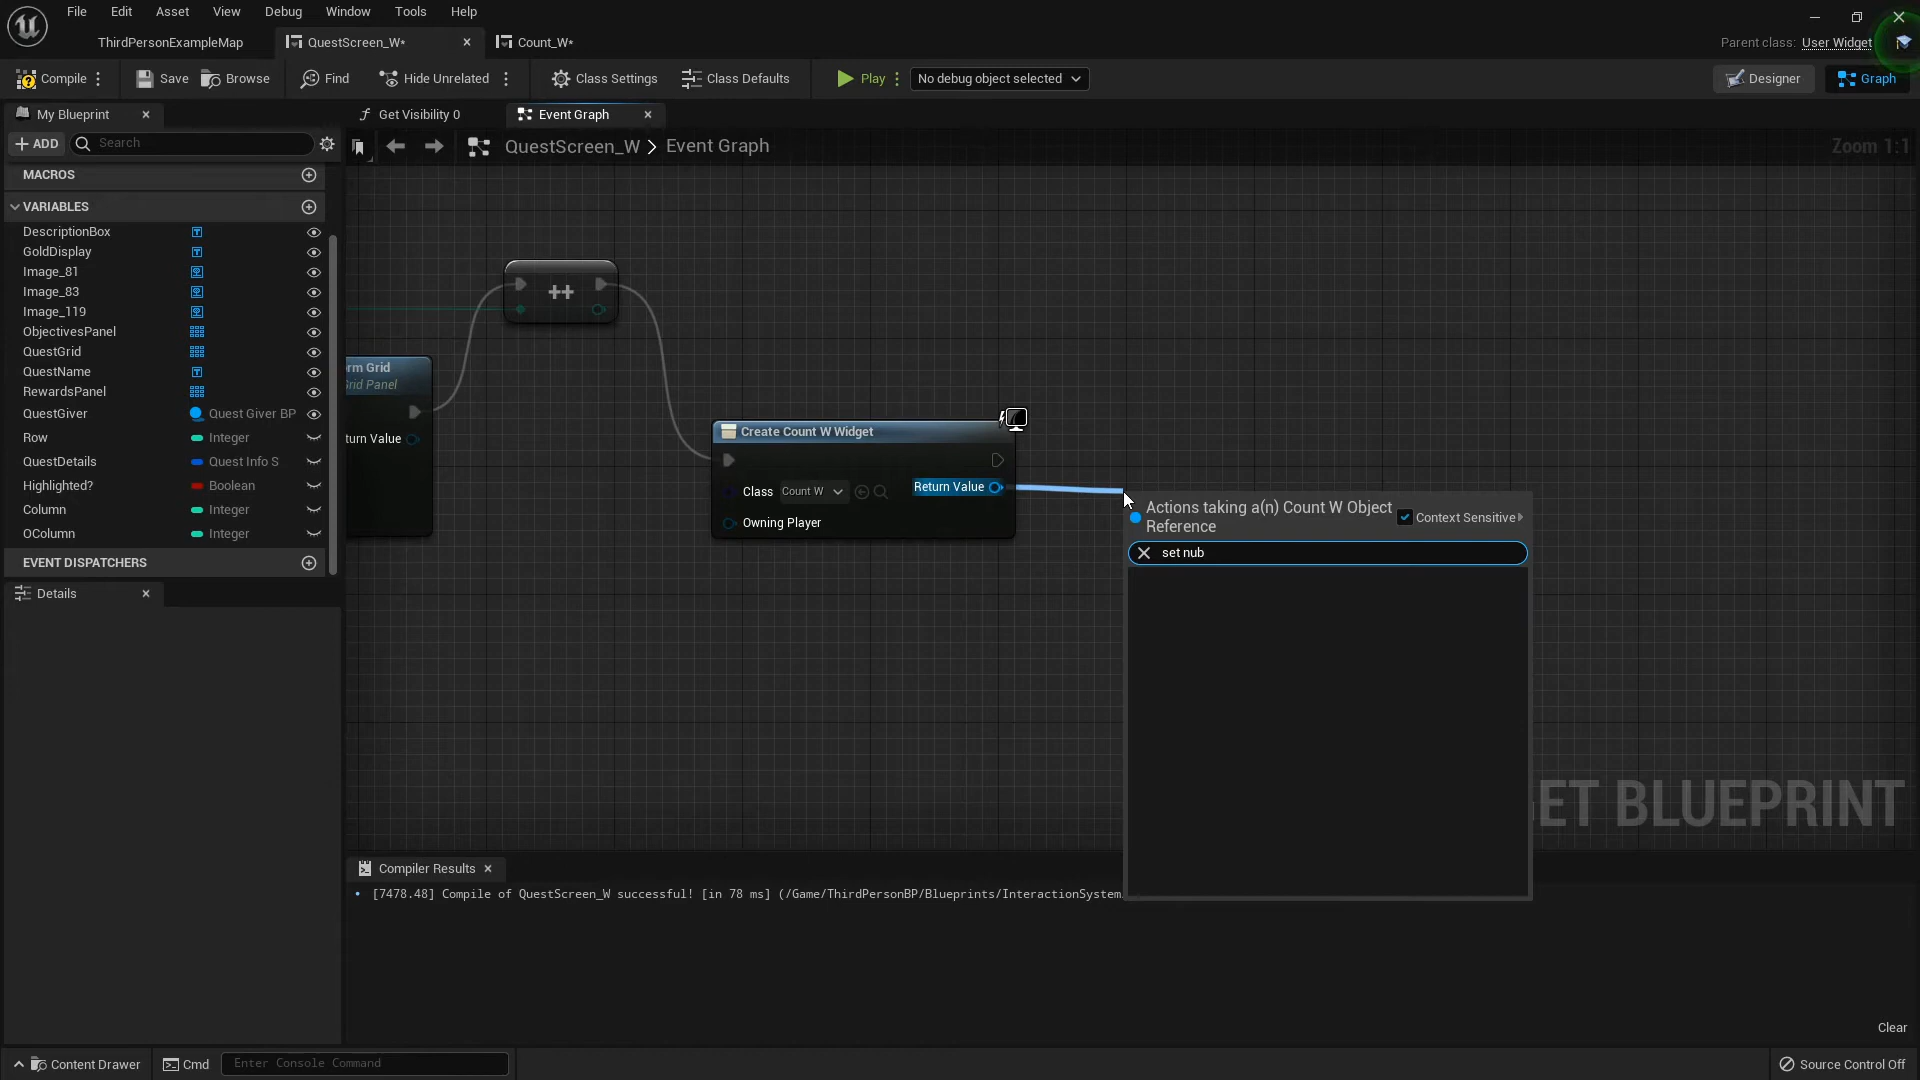 File Edit Asset View Debug Window Tools Help
ThirdPersonExampleMap QuestScreen_W* Count_W* Parent class: User Widget
Compile Save Browse Find Hide Unrelated Class Settings Class Defaults Play No debug object selected Designer Graph
My Blueprint Get Visibility 0 Event Graph
ADD Search QuestScreen_W > Event Graph Zoom 1:1
MACROS
VARIABLES
DescriptionBox
GoldDisplay
Image_81
Image_83
Image_119
ObjectivesPanel
QuestGrid
QuestName
RewardsPanel
QuestGiver Quest Giver BP
Row Integer
QuestDetails Quest Info S
Highlighted? Boolean
Column Integer
OColumn Integer
EVENT DISPATCHERS
Details
++
rm Grid
Grid Panel
turn Value
Create Count W Widget
Class Count W Return Value
Owning Player
Actions taking a(n) Count W Object
Reference
Context Sensitive
set nub
ET BLUEPRINT
Compiler Results
[7478.48] Compile of QuestScreen_W successful! [in 78 ms] (/Game/ThirdPersonBP/Blueprints/InteractionSystem
Clear
Content Drawer Cmd Enter Console Command Source Control Off